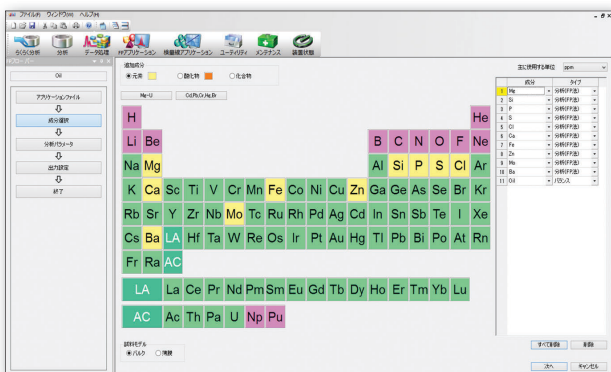 ファイル(F) ウィンドウ(W) ヘルプ(H)
らくらく分析 分析 データ処理 FPアプリケーション 検量線アプリケーション ユーティリティ メンテナンス 装置状態
フローバー
Oil
アプリケーションファイル
成分選択
分析パラメータ
出力設定
終了
追加成分
元素 酸化物 化合物
Mg-U Cd,Pb,Cr,Hg,Br
H He
Li Be B C N O F Ne
Na Mg Al Si P S Cl Ar
K Ca Sc Ti V Cr Mn Fe Co Ni Cu Zn Ga Ge As Se Br Kr
Rb Sr Y Zr Nb Mo Tc Ru Rh Pd Ag Cd In Sn Sb Te I Xe
Cs Ba LA Hf Ta W Re Os Ir Pt Au Hg Tl Pb Bi Po At Rn
Fr Ra AC
LA La Ce Pr Nd Pm Sm Eu Gd Tb Dy Ho Er Tm Yb Lu
AC Ac Th Pa U Np Pu
試料モデル
バルク 薄膜
主に使用する単位 ppm
成分 タイプ
1 Mg 分析(FP法)
2 Si 分析(FP法)
3 P 分析(FP法)
4 S 分析(FP法)
5 Cl 分析(FP法)
6 Ca 分析(FP法)
7 Fe 分析(FP法)
8 Zn 分析(FP法)
9 Mo 分析(FP法)
10 Ba 分析(FP法)
11 Oil バランス
すべて削除 削除
次へ キャンセル